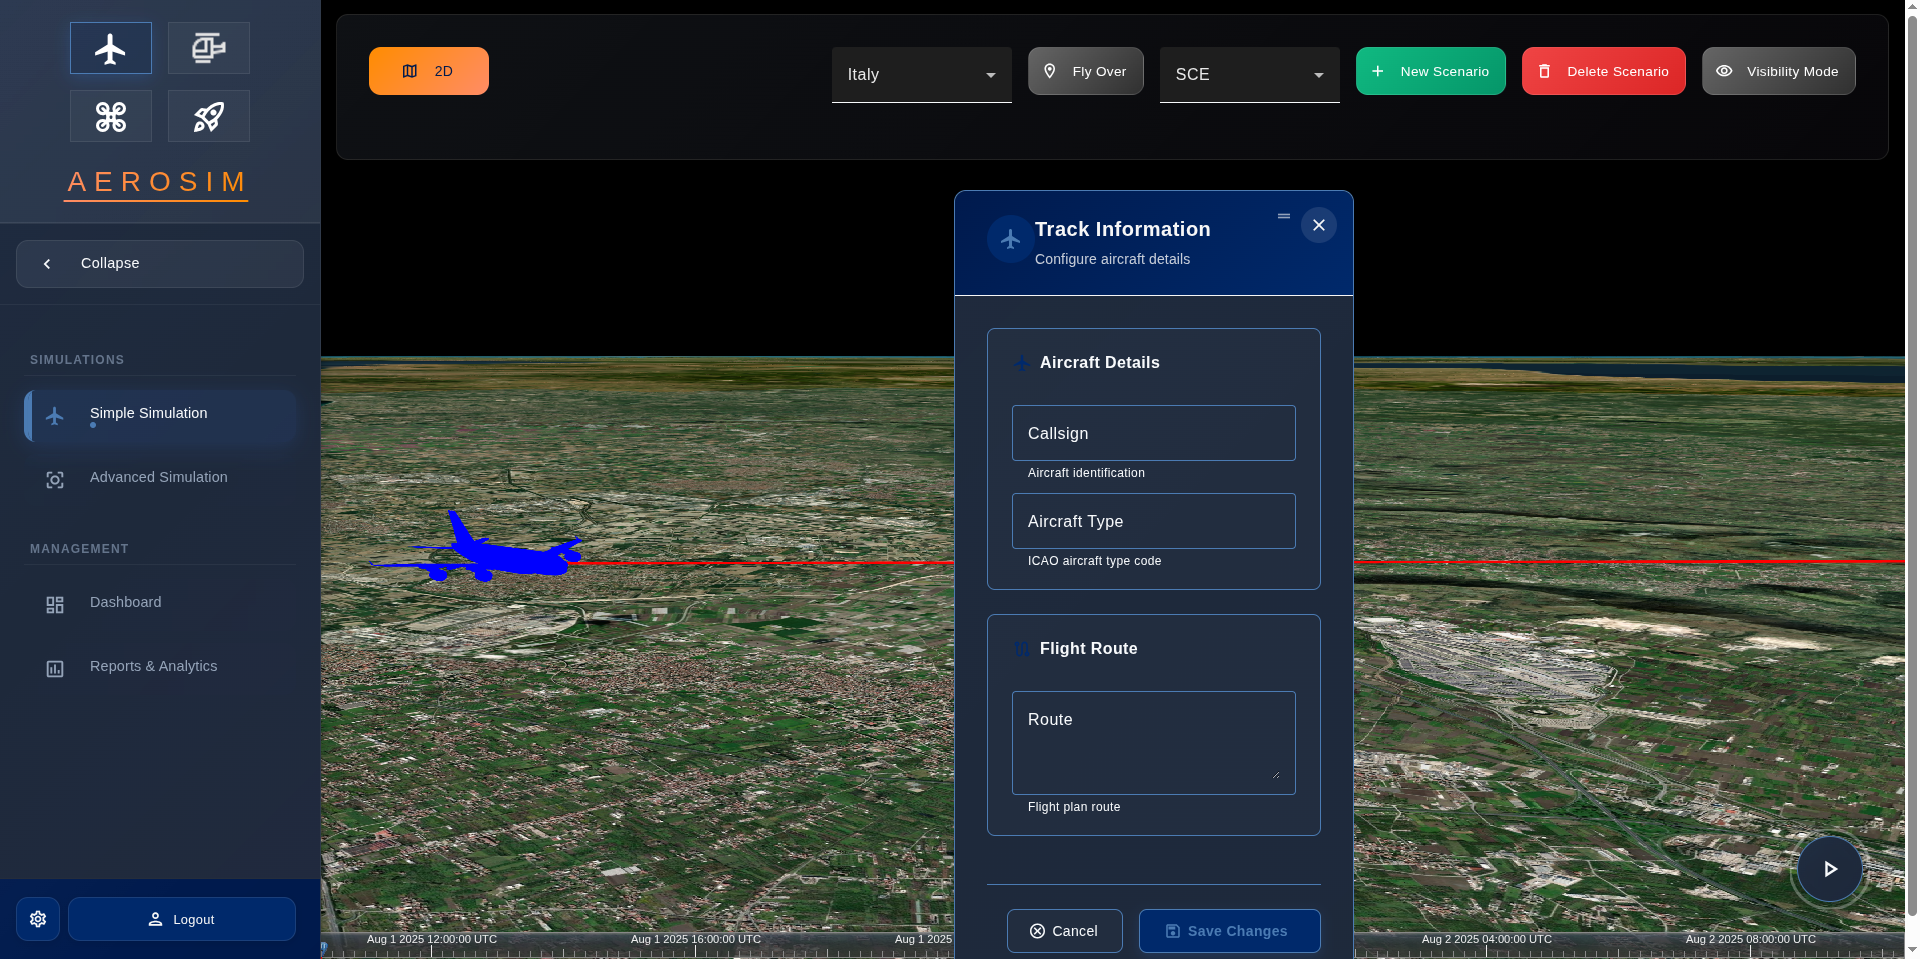 AEROSIM
Collapse
SIMULATIONS
Simple Simulation
Advanced Simulation
MANAGEMENT
Dashboard
Reports & Analytics
Logout
2D
Italy
Fly Over
SCE
New Scenario
Delete Scenario
Visibility Mode
Track Information
Configure aircraft details
Aircraft Details
Callsign
Aircraft identification
Aircraft Type
ICAO aircraft type code
Flight Route
Route
Flight plan route
Cancel
Save Changes
Aug 1 2025 12:00:00 UTC
Aug 1 2025 16:00:00 UTC
Aug 1 2025
Aug 2 2025 04:00:00 UTC
Aug 2 2025 08:00:00 UTC